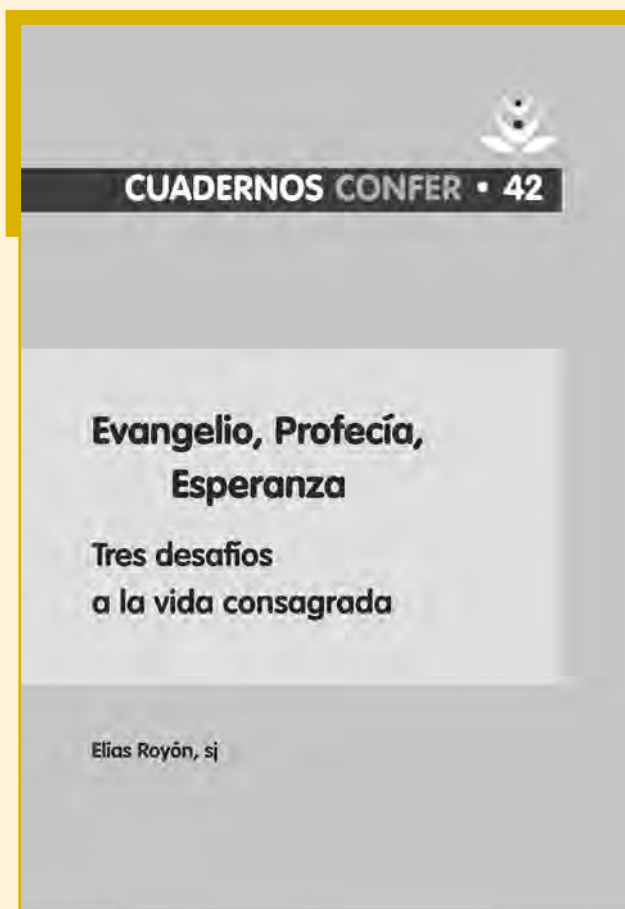 CUADERNOS CONFER • 42
Evangelio, Profecía,
Esperanza
Tres desafíos
a la vida consagrada
Elías Royón, sj